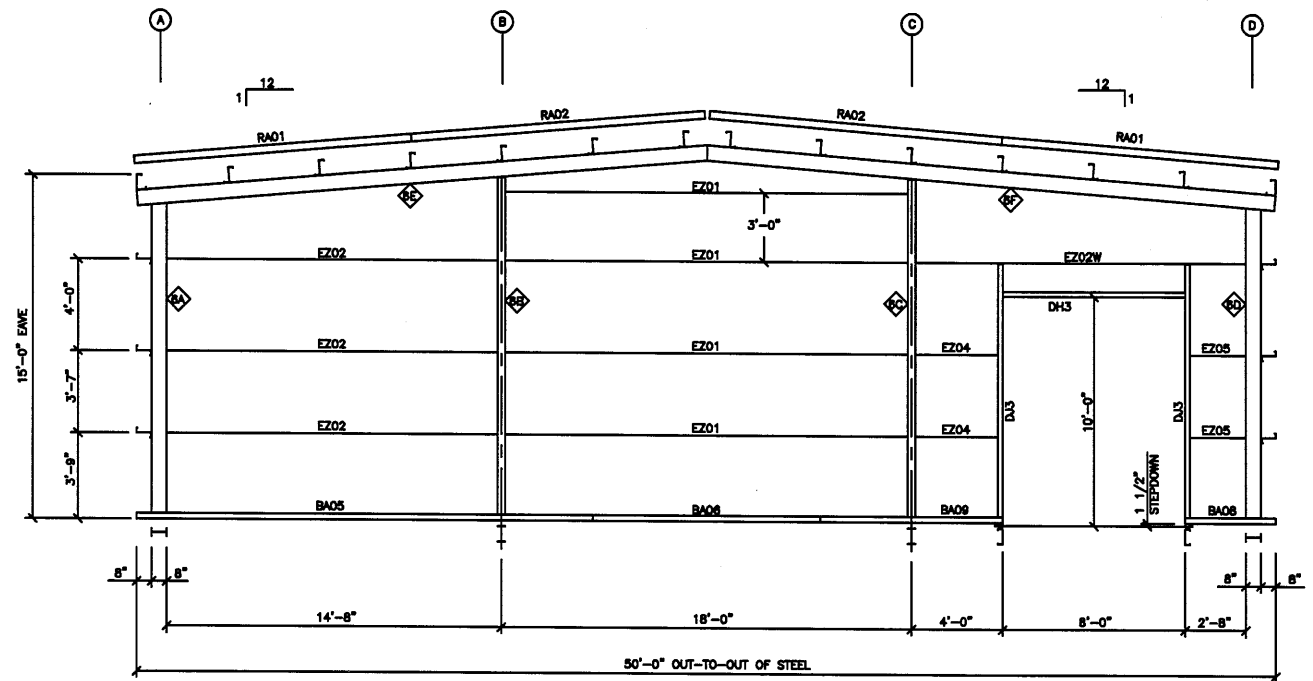 A B C D
12 12
1 1
RA01 RA02 RA02 RA01
BE EZ01 BF
3'-0"
EZ02 EZ01 EZ02W
BA BB BC BD
DH3
15'-0" EAVE
4'-0"
EZ02 EZ01 EZ04 EZ05
3'-7"
DJ3 10'-0" DJ3
EZ02 EZ01 EZ04 EZ05
3'-9"
1 1/2"
STEPDOWN
BA05 BA06 BA09 BA08
8" 8" 8" 8"
14'-8" 18'-0" 4'-0" 8'-0" 2'-8"
50'-0" OUT-TO-OUT OF STEEL